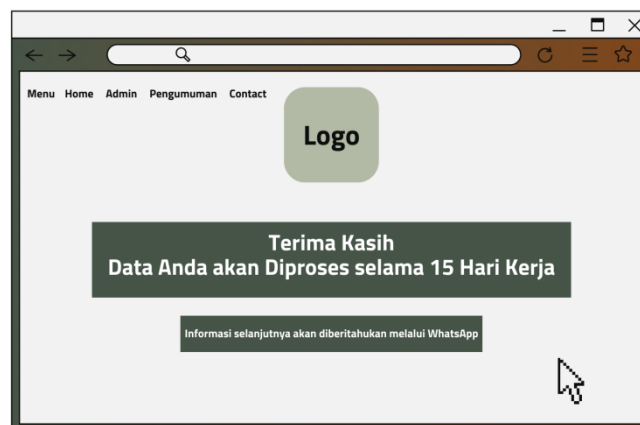 Menu Home Admin Pengumuman Contact
Logo
Terima Kasih
Data Anda akan Diproses selama 15 Hari Kerja
Informasi selanjutnya akan diberitahukan melalui WhatsApp